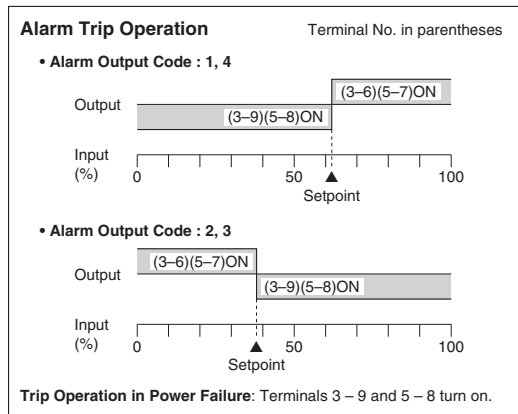 Alarm Trip Operation Terminal No. in parentheses
• Alarm Output Code : 1, 4
(3–6)(5–7)ON
Output
(3–9)(5–8)ON
Input
(%)
0 50 100
Setpoint
• Alarm Output Code : 2, 3
(3–6)(5–7)ON
Output
(3–9)(5–8)ON
Input
(%)
0 50 100
Setpoint
Trip Operation in Power Failure: Terminals 3 – 9 and 5 – 8 turn on.